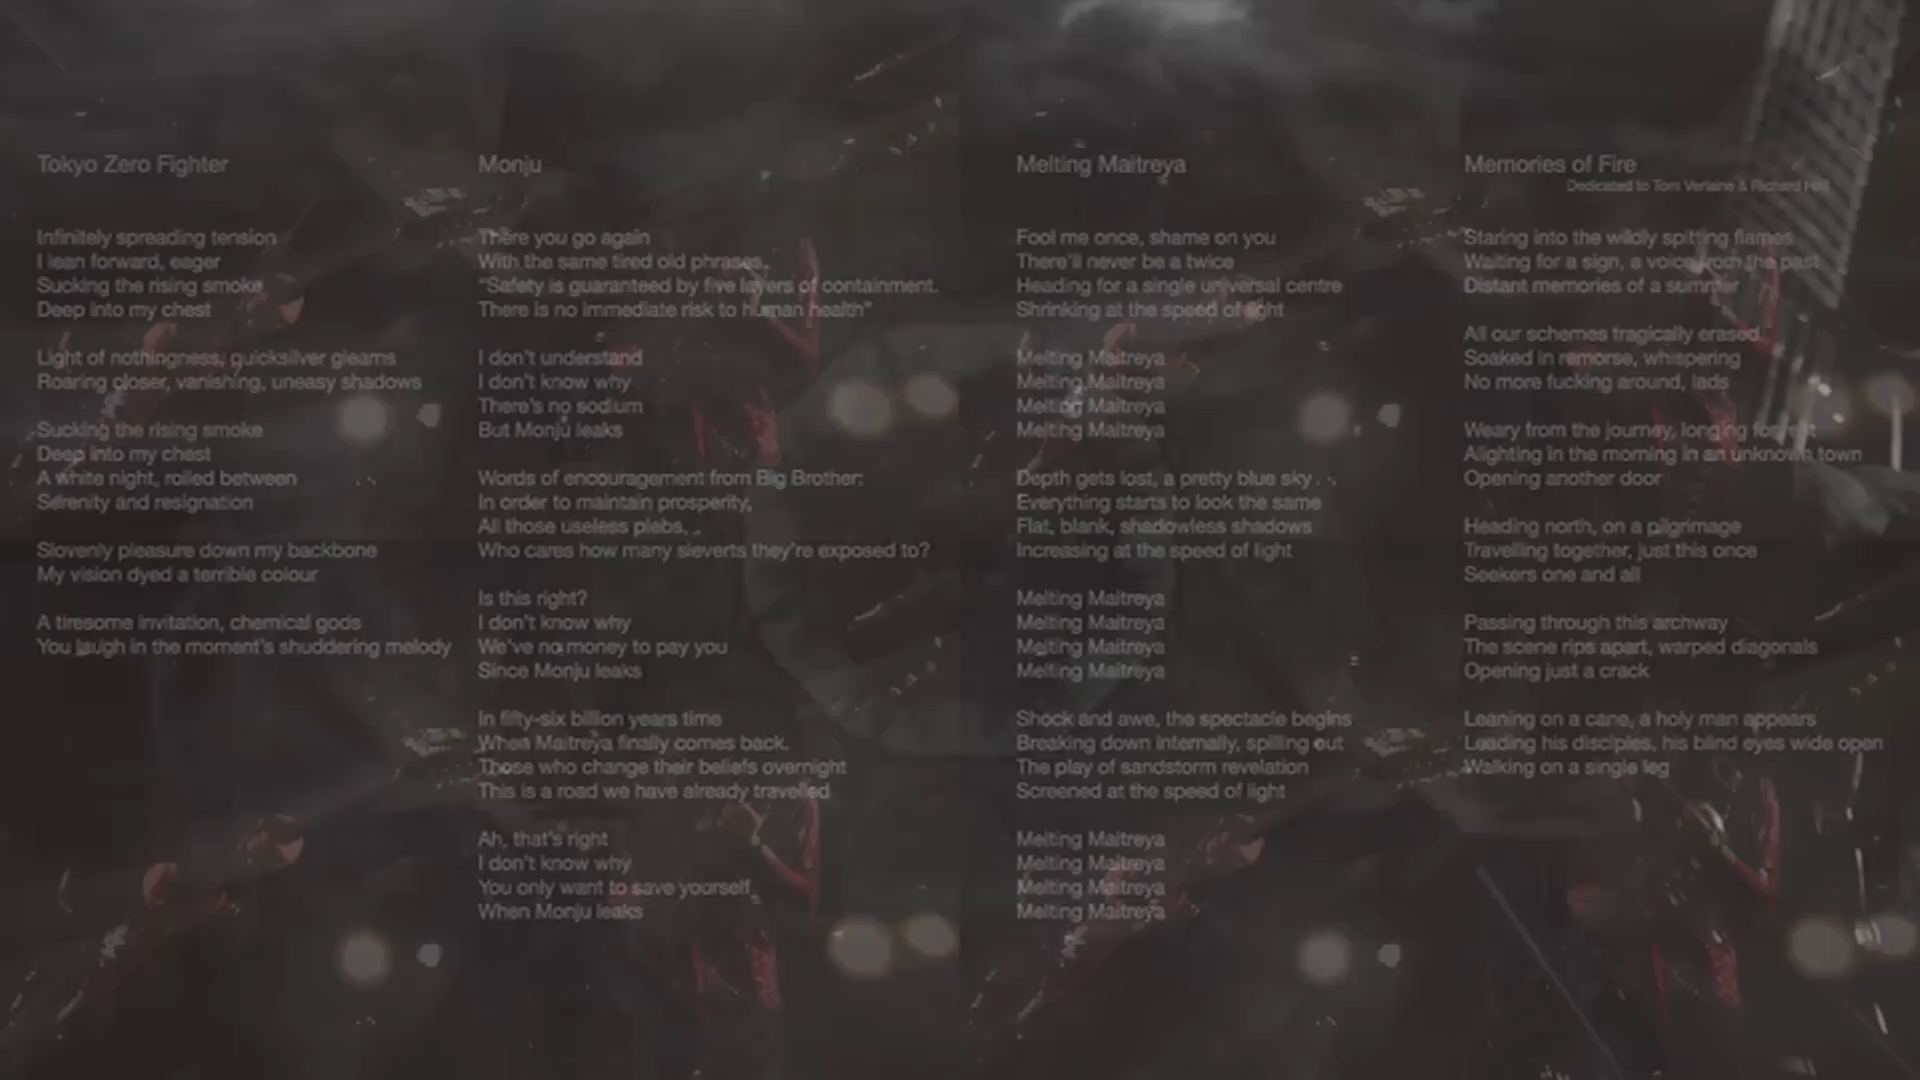 Tokyo Zero Fighter
Infinitely spreading tension
I lean forward, eager
Sucking the rising smoke
Deep into my chest
Light of nothingness, quicksilver gleams
Roaring closer, vanishing, uneasy shadows
Sucking the rising smoke
Deep into my chest
A white night, roiled between
Serenity and resignation
Slovenly pleasure down my backbone
My vision dyed a terrible colour
A tiresome invitation, chemical gods
You laugh in the moment's shuddering melody
Monju
There you go again
With the same tired old phrases,
"Safety is guaranteed by five layers of containment.
There is no immediate risk to human health"
I don't understand
I don't know why
There's no sodium
But Monju leaks
Words of encouragement from Big Brother:
In order to maintain prosperity,
All those useless plebs,
Who cares how many sieverts they're exposed to?
Is this right?
I don't know why
We've no money to pay you
Since Monju leaks
In fifty-six billion years time
When Maitreya finally comes back.
Those who change their beliefs overnight
This is a road we have already travelled
Ah, that's right
I don't know why
You only want to save yourself
When Monju leaks
Melting Maitreya
Fool me once, shame on you
There'll never be a twice
Heading for a single universal centre
Shrinking at the speed of light
Melting Maitreya
Melting Maitreya
Melting Maitreya
Melting Maitreya
Depth gets lost, a pretty blue sky
Everything starts to look the same
Flat, blank, shadowless shadows
Increasing at the speed of light
Melting Maitreya
Melting Maitreya
Melting Maitreya
Melting Maitreya
Shock and awe, the spectacle begins
Breaking down internally, spilling out
The play of sandstorm revelation
Screened at the speed of light
Melting Maitreya
Melting Maitreya
Melting Maitreya
Melting Maitreya
Memories of Fire
Dedicated to Tom Verlaine & Richard Hell
Staring into the wildly spitting flames
Waiting for a sign, a voice from the past
Distant memories of a summer
All our schemes tragically erased
Soaked in remorse, whispering
No more fucking around, lads
Weary from the journey, longing for
Alighting in the morning in an unknown town
Opening another door
Heading north, on a pilgrimage
Travelling together, just this once
Seekers one and all
Passing through this archway
The scene rips apart, warped diagonals
Opening just a crack
Leaning on a cane, a holy man appears
Leading his disciples, his blind eyes wide open
Walking on a single leg